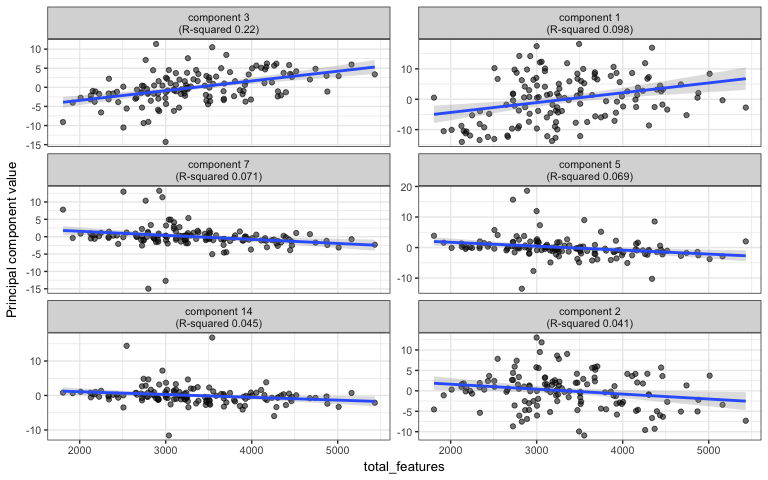 component 3
(R-squared 0.22)
component 1
(R-squared 0.098)
10
5
0
-5
-10
-15
10
0
-10
component 7
(R-squared 0.071)
component 5
(R-squared 0.069)
10
5
0
-5
-10
-15
20
10
0
-10
component 14
(R-squared 0.045)
component 2
(R-squared 0.041)
10
0
-10
10
5
0
-5
-10
2000 3000 4000 5000
2000 3000 4000 5000
total_features
Principal component value